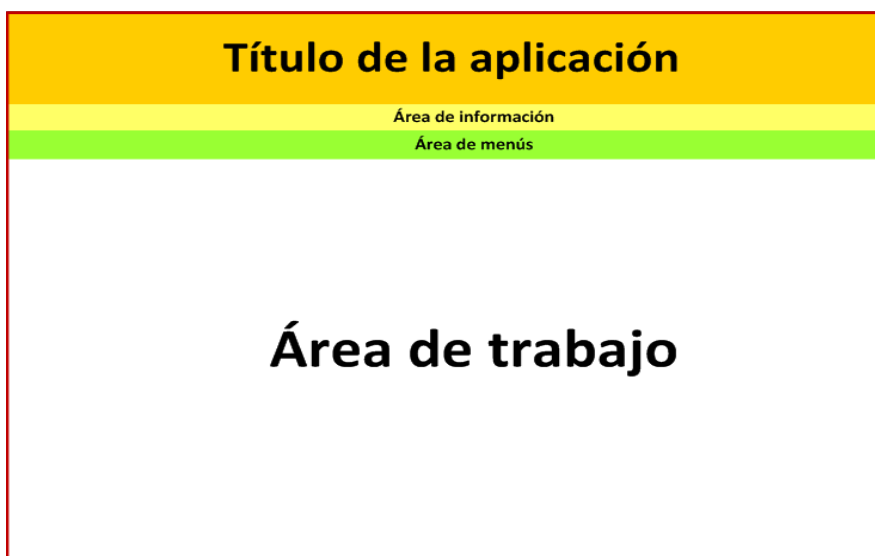 Título de la aplicación
Área de información
Área de menús
Área de trabajo